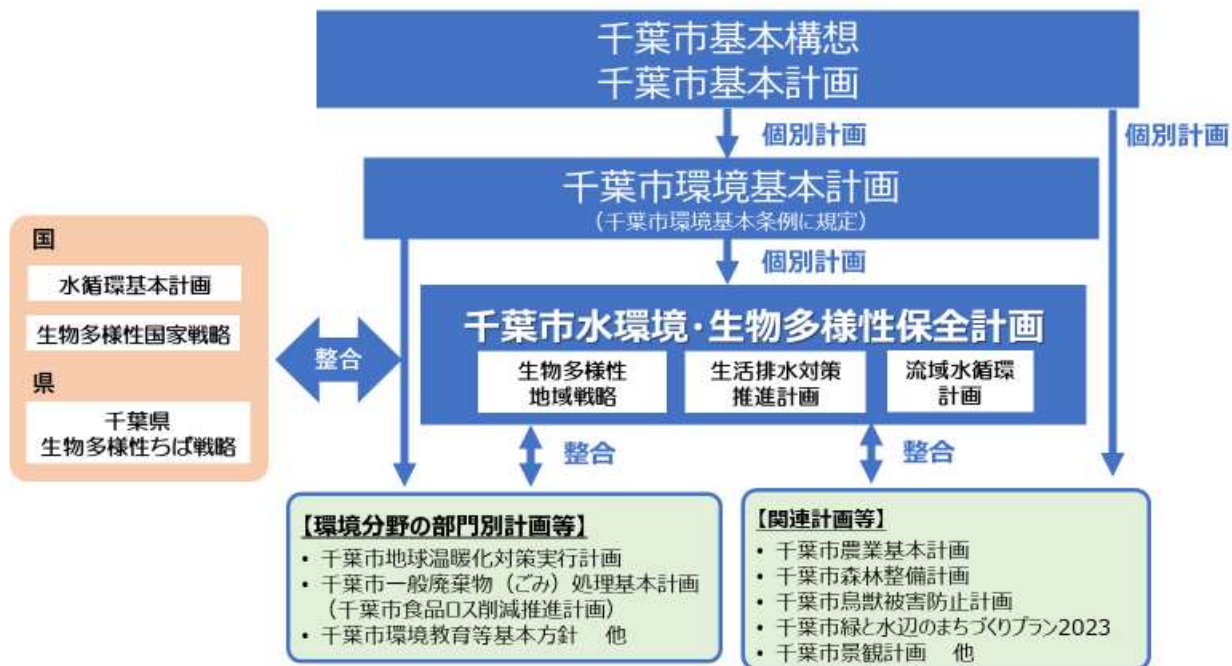 千葉市基本構想
千葉市基本計画
個別計画
個別計画
千葉市環境基本計画
（千葉市環境基本条例に規定）
個別計画
国
水循環基本計画
生物多様性国家戦略
県
千葉県
生物多様性ちば戦略
整合
千葉市水環境・生物多様性保全計画
生物多様性
地域戦略
生活排水対策
推進計画
流域水循環
計画
整合
整合
【環境分野の部門別計画等】
• 千葉市地球温暖化対策実行計画
• 千葉市一般廃棄物（ごみ）処理基本計画
（千葉市食品ロス削減推進計画）
• 千葉市環境教育等基本方針　他
【関連計画等】
• 千葉市農業基本計画
• 千葉市森林整備計画
• 千葉市鳥獣被害防止計画
• 千葉市緑と水辺のまちづくりプラン2023
• 千葉市景観計画　他